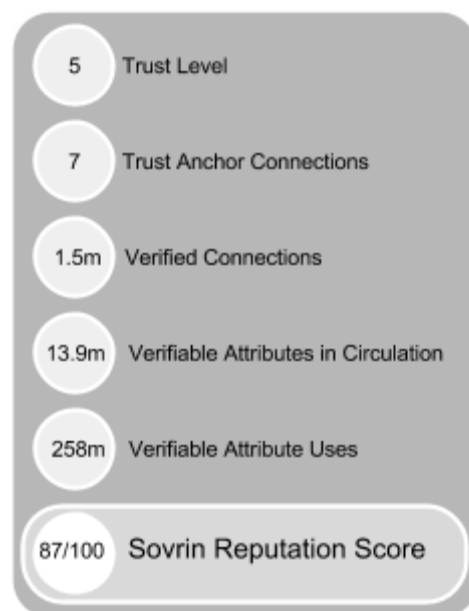 5 Trust Level
7 Trust Anchor Connections
1.5m Verified Connections
13.9m Verifiable Attributes in Circulation
258m Verifiable Attribute Uses
87/100 Sovrin Reputation Score